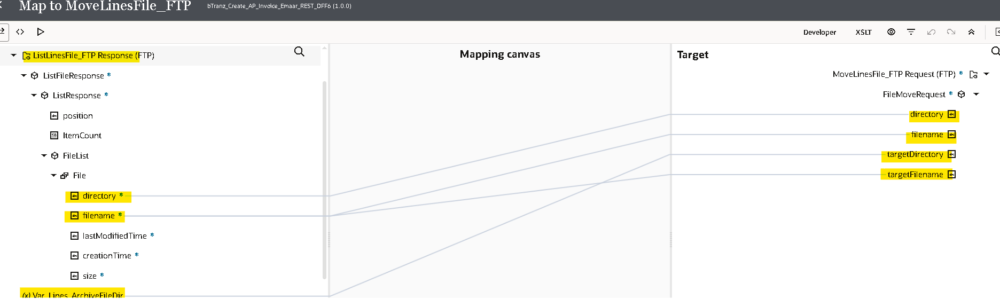 Map to MoveLinesFile_FTP bTranz_Create_AP_Invoice_Emaar_REST_DFF6 (1.0.0)
Developer XSLT
ListLinesFile_FTP Response (FTP)
Mapping canvas
Target
MoveLinesFile_FTP Request (FTP) *
ListFileResponse *
FileMoveRequest *
ListResponse *
position
directory
ItemCount
filename
FileList
targetDirectory
File
targetFilename
directory *
filename *
lastModifiedTime *
creationTime *
size *
(x) Var_Lines_ArchiveFileDir